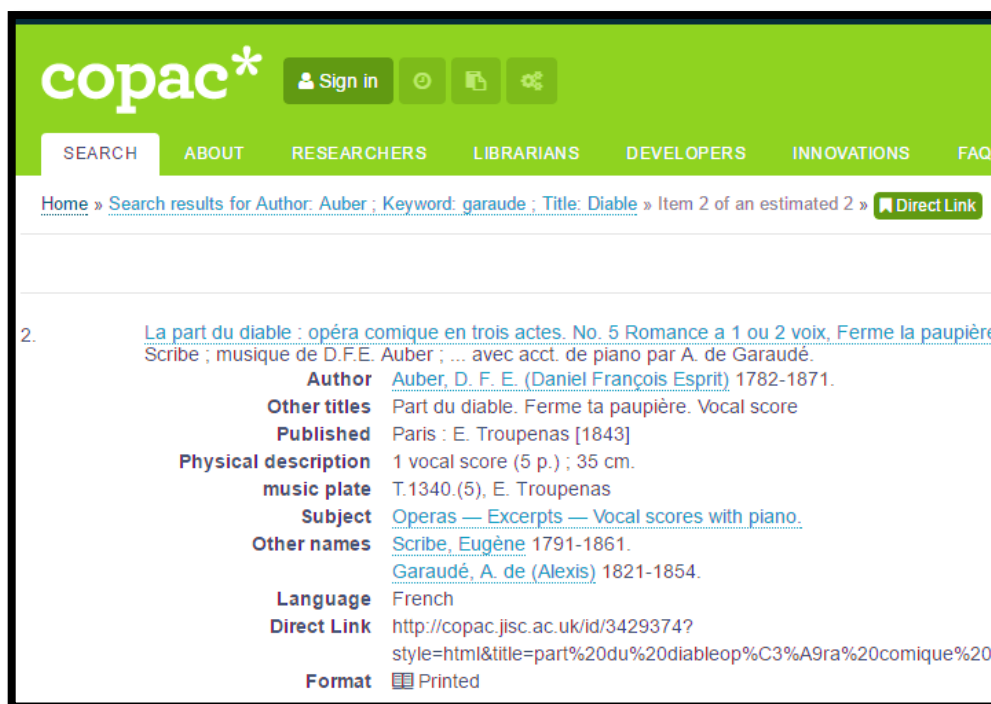 copac*
Sign in
SEARCH ABOUT RESEARCHERS LIBRARIANS DEVELOPERS INNOVATIONS FAQ
Home » Search results for Author: Auber ; Keyword: garaude ; Title: Diable » Item 2 of an estimated 2 » Direct Link
2. La part du diable : opéra comique en trois actes. No. 5 Romance a 1 ou 2 voix, Ferme la paupière
Scribe ; musique de D.F.E. Auber ; ... avec acct. de piano par A. de Garaudé.
Author Auber, D. F. E. (Daniel François Esprit) 1782-1871.
Other titles Part du diable. Ferme ta paupière. Vocal score
Published Paris : E. Troupenas [1843]
Physical description 1 vocal score (5 p.) ; 35 cm.
music plate T.1340.(5), E. Troupenas
Subject Operas — Excerpts — Vocal scores with piano.
Other names Scribe, Eugène 1791-1861.
Garaudé, A. de (Alexis) 1821-1854.
Language French
Direct Link http://copac.jisc.ac.uk/id/3429374?
style=html&title=part%20du%20diableop%C3%A9ra%20comique%20
Format Printed